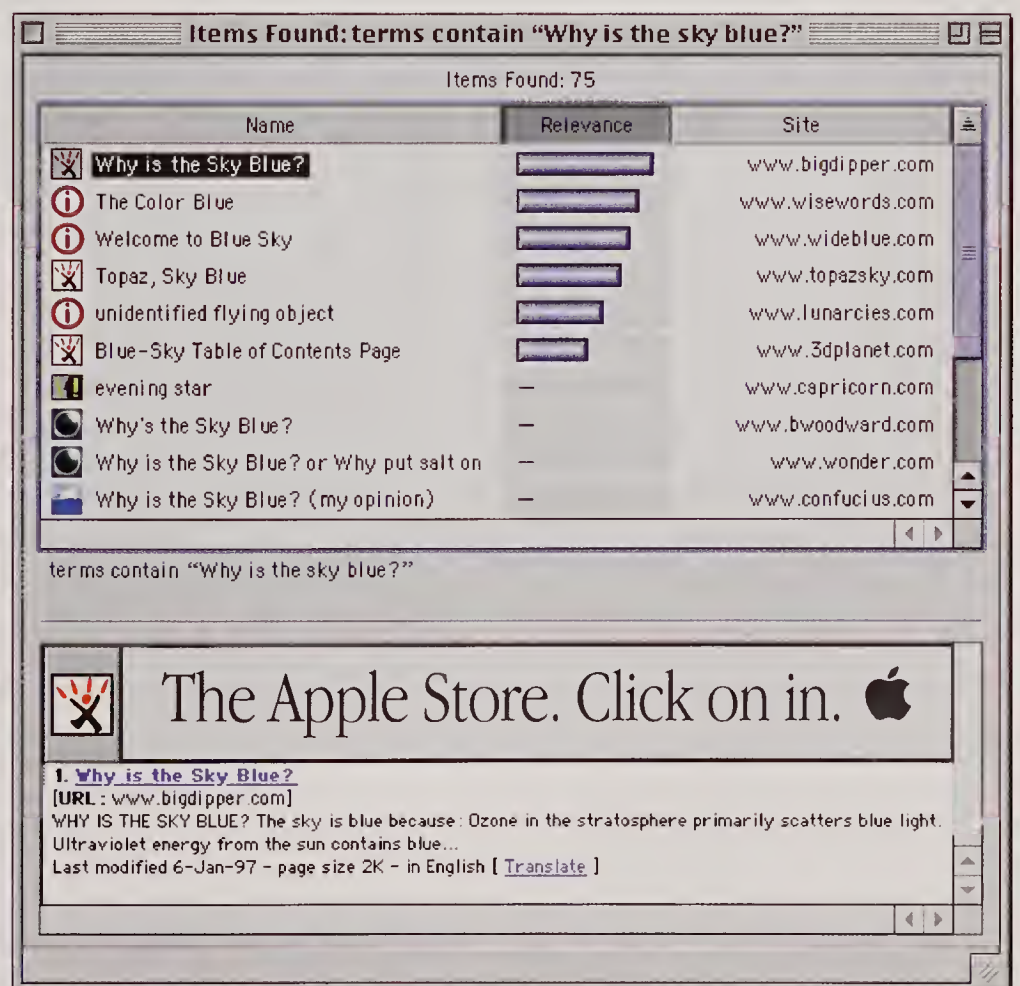 Items Found: terms contain “Why is the sky blue?”
Items Found: 75
Name Relevance Site
Why is the Sky Blue? www.bigdipper.com
The Color Blue www.wisewords.com
Welcome to Blue Sky www.wideblue.com
Topaz, Sky Blue www.topazsky.com
unidentified flying object www.lunarcies.com
Blue-Sky Table of Contents Page www.3dplanet.com
evening star – www.capricorn.com
Why's the Sky Blue? – www.bwoodward.com
Why is the Sky Blue? or Why put salt on – www.wonder.com
Why is the Sky Blue? (my opinion) – www.confucius.com
terms contain “Why is the sky blue?”
The Apple Store. Click on in.
1. Why is the Sky Blue?
[URL: www.bigdipper.com]
WHY IS THE SKY BLUE? The sky is blue because: Ozone in the stratosphere primarily scatters blue light.
Ultraviolet energy from the sun contains blue...
Last modified 6-Jan-97 - page size 2K - in English [ Translate ]